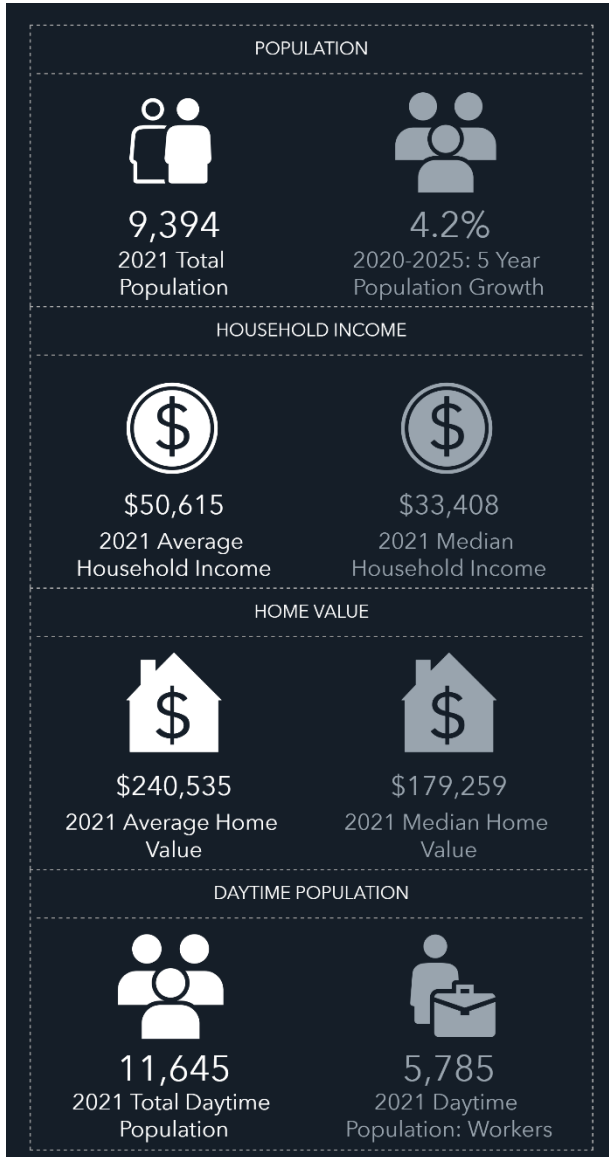 POPULATION
9,394
2021 Total
Population
4.2%
2020-2025: 5 Year
Population Growth
HOUSEHOLD INCOME
$
$50,615
2021 Average
Household Income
$
$33,408
2021 Median
Household Income
HOME VALUE
$
$240,535
2021 Average Home
Value
$
$179,259
2021 Median Home
Value
DAYTIME POPULATION
11,645
2021 Total Daytime
Population
5,785
2021 Daytime
Population: Workers